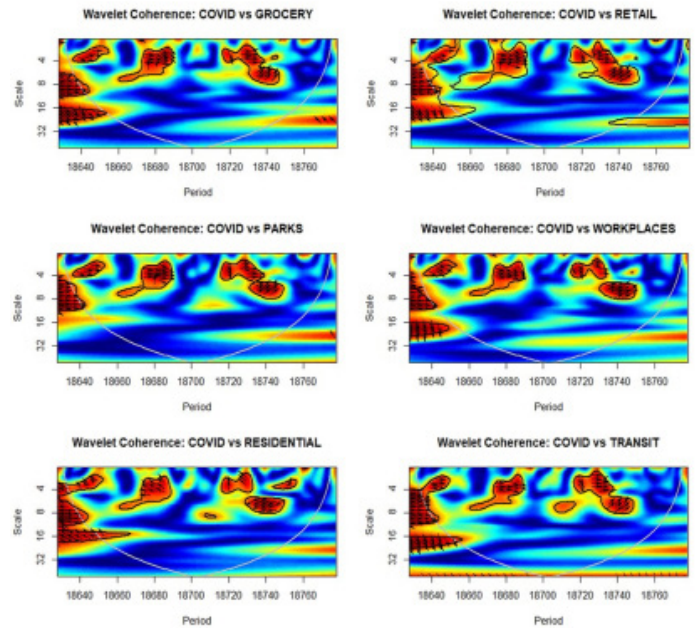 Wavelet Coherence: COVID vs GROCERY
Scale
4
8
16
32
18640 18660 18680 18700 18720 18740 18760
Period
Wavelet Coherence: COVID vs RETAIL
Scale
4
8
16
32
18640 18660 18680 18700 18720 18740 18760
Period
Wavelet Coherence: COVID vs PARKS
Scale
4
8
16
32
18640 18660 18680 18700 18720 18740 18760
Period
Wavelet Coherence: COVID vs WORKPLACES
Scale
4
8
16
32
18640 18660 18680 18700 18720 18740 18760
Period
Wavelet Coherence: COVID vs RESIDENTIAL
Scale
4
8
16
32
18640 18660 18680 18700 18720 18740 18760
Period
Wavelet Coherence: COVID vs TRANSIT
Scale
4
8
16
32
18640 18660 18680 18700 18720 18740 18760
Period